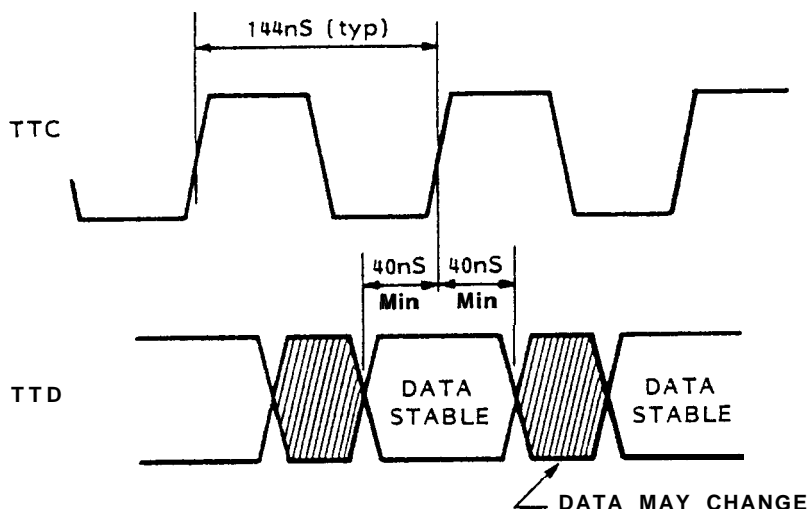 144nS (typ)
TTC
40nS 40nS
Min Min
TTD
DATA STABLE
DATA STABLE
DATA MAY CHANGE